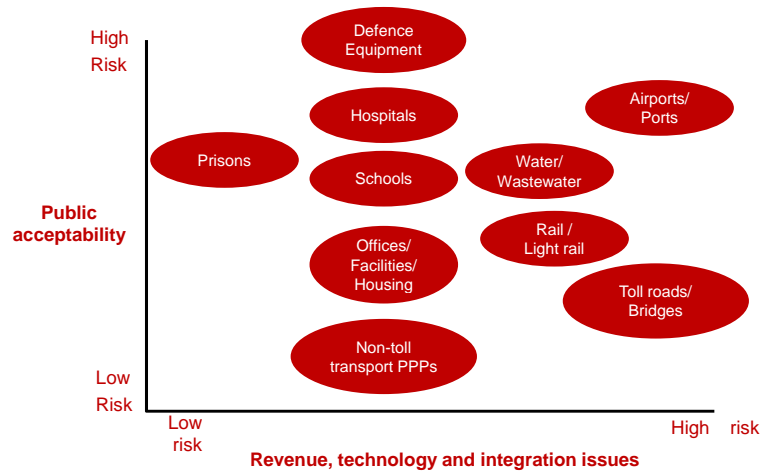 High
Risk
Defence
Equipment
Airports/
Ports
Hospitals
Prisons
Water/
Wastewater
Schools
Public
acceptability
Rail /
Light rail
Offices/
Facilities/
Housing
Toll roads/
Bridges
Non-toll
transport PPPs
Low
Risk
Low
risk
High risk
Revenue, technology and integration issues